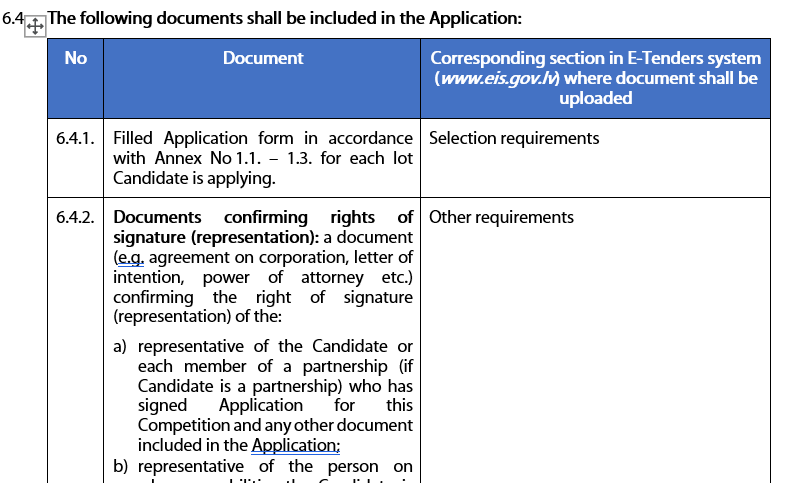 6.4 The following documents shall be included in the Application:
No
Document
Corresponding section in E-Tenders system
(www.eis.gov.lv) where document shall be
uploaded
6.4.1.
Filled Application form in accordance
with Annex No 1.1. – 1.3. for each lot
Candidate is applying.
Selection requirements
6.4.2.
Documents confirming rights of
signature (representation): a document
(e.g. agreement on corporation, letter of
intention, power of attorney etc.)
confirming the right of signature
(representation) of the:
a) representative of the Candidate or
each member of a partnership (if
Candidate is a partnership) who has
signed Application for this
Competition and any other document
included in the Application;
b) representative of the person on
Other requirements